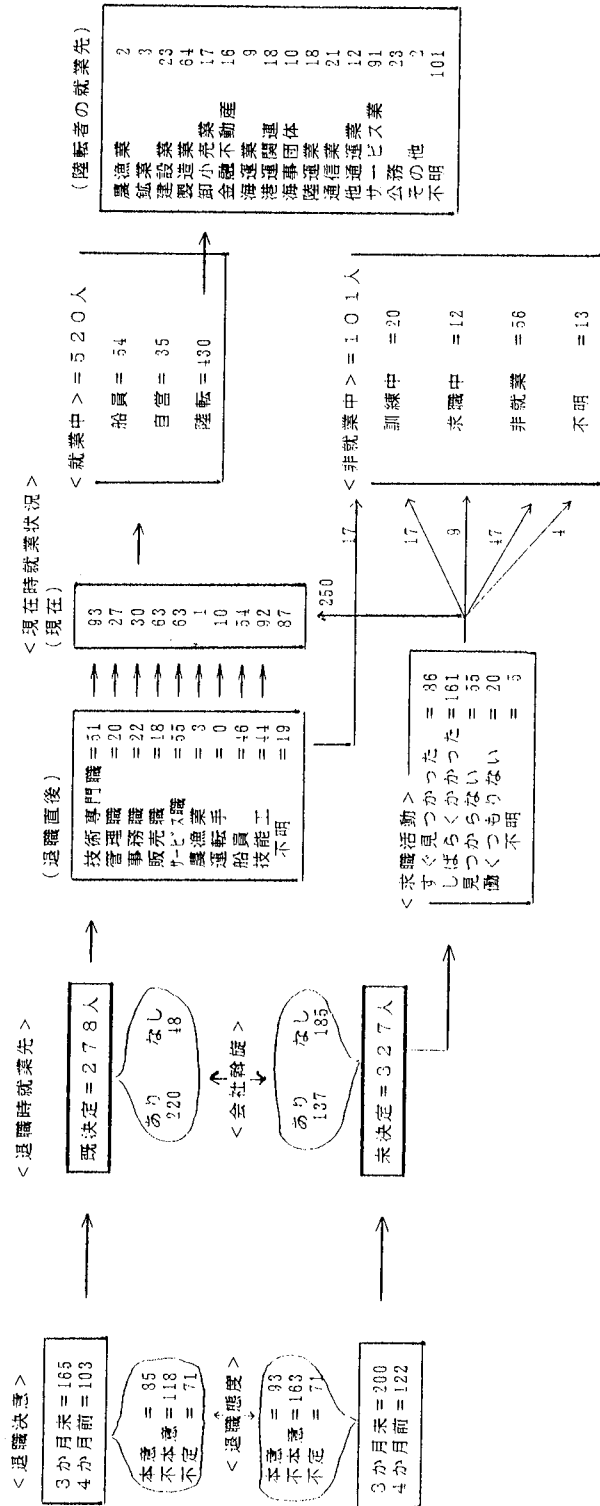 <退職決意>
3か月未=165
4か月前=103
本意 = 85
不本意=118
不定 = 71
<退職態度>
本意 = 93
不本意=163
不定 = 71
3か月未=200
4か月前=122
<退職時就業先>
既決定=278人
あり なし
220 48
<会社斡旋>
あり なし
137 185
未決定=327人
(退職直後)
技術専門職=51
管理職 =20
事務職 =22
販売職 =18
サービス職=55
農漁業 = 3
運転手 = 0
船員 =46
技能工 =44
不明 =19
<求職活動>
すぐ見つかった = 86
しばらくかかった=161
見つからない = 55
働くつもりない = 20
不明 = 5
<現在時就業状況>
(現在)
93
27
30
63
63
1
10
54
92
87
250
17
17
9
47
4
<就業中>=520人
船員= 54
自営= 35
陸転=430
<非就業中>=101人
訓練中 =20
求職中 =12
非就業 =56
不明 =13
(陸転者の就業先)
農漁業 2
鉱業 3
建設業 23
製造業 64
卸小売業 17
金融不動産 16
海運業 9
港運関連 18
海事団体 10
陸運業 18
通信業 21
他通運業 12
サービス業 91
公務 23
その他 2
不明 101